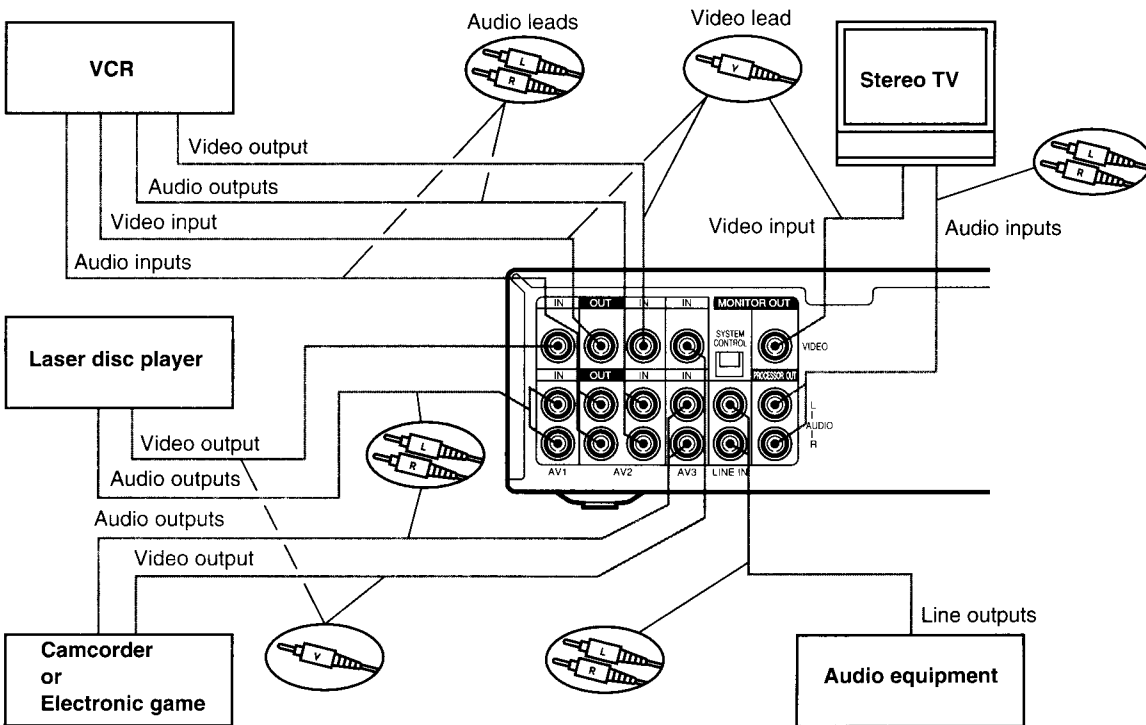 Audio leads
Video lead
L
R
V
VCR
Stereo TV
L
R
Video output
Audio outputs
Video input
Audio inputs
Video input
Audio inputs
IN
OUT
IN
IN
MONITOR OUT
SYSTEM
CONTROL
VIDEO
IN
OUT
IN
IN
PROCESSOR OUT
L
AUDIO
R
AV1
AV2
AV3
LINE IN
Laser disc player
Video output
Audio outputs
L
R
Audio outputs
Video output
Line outputs
Camcorder
or
Electronic game
V
L
R
Audio equipment